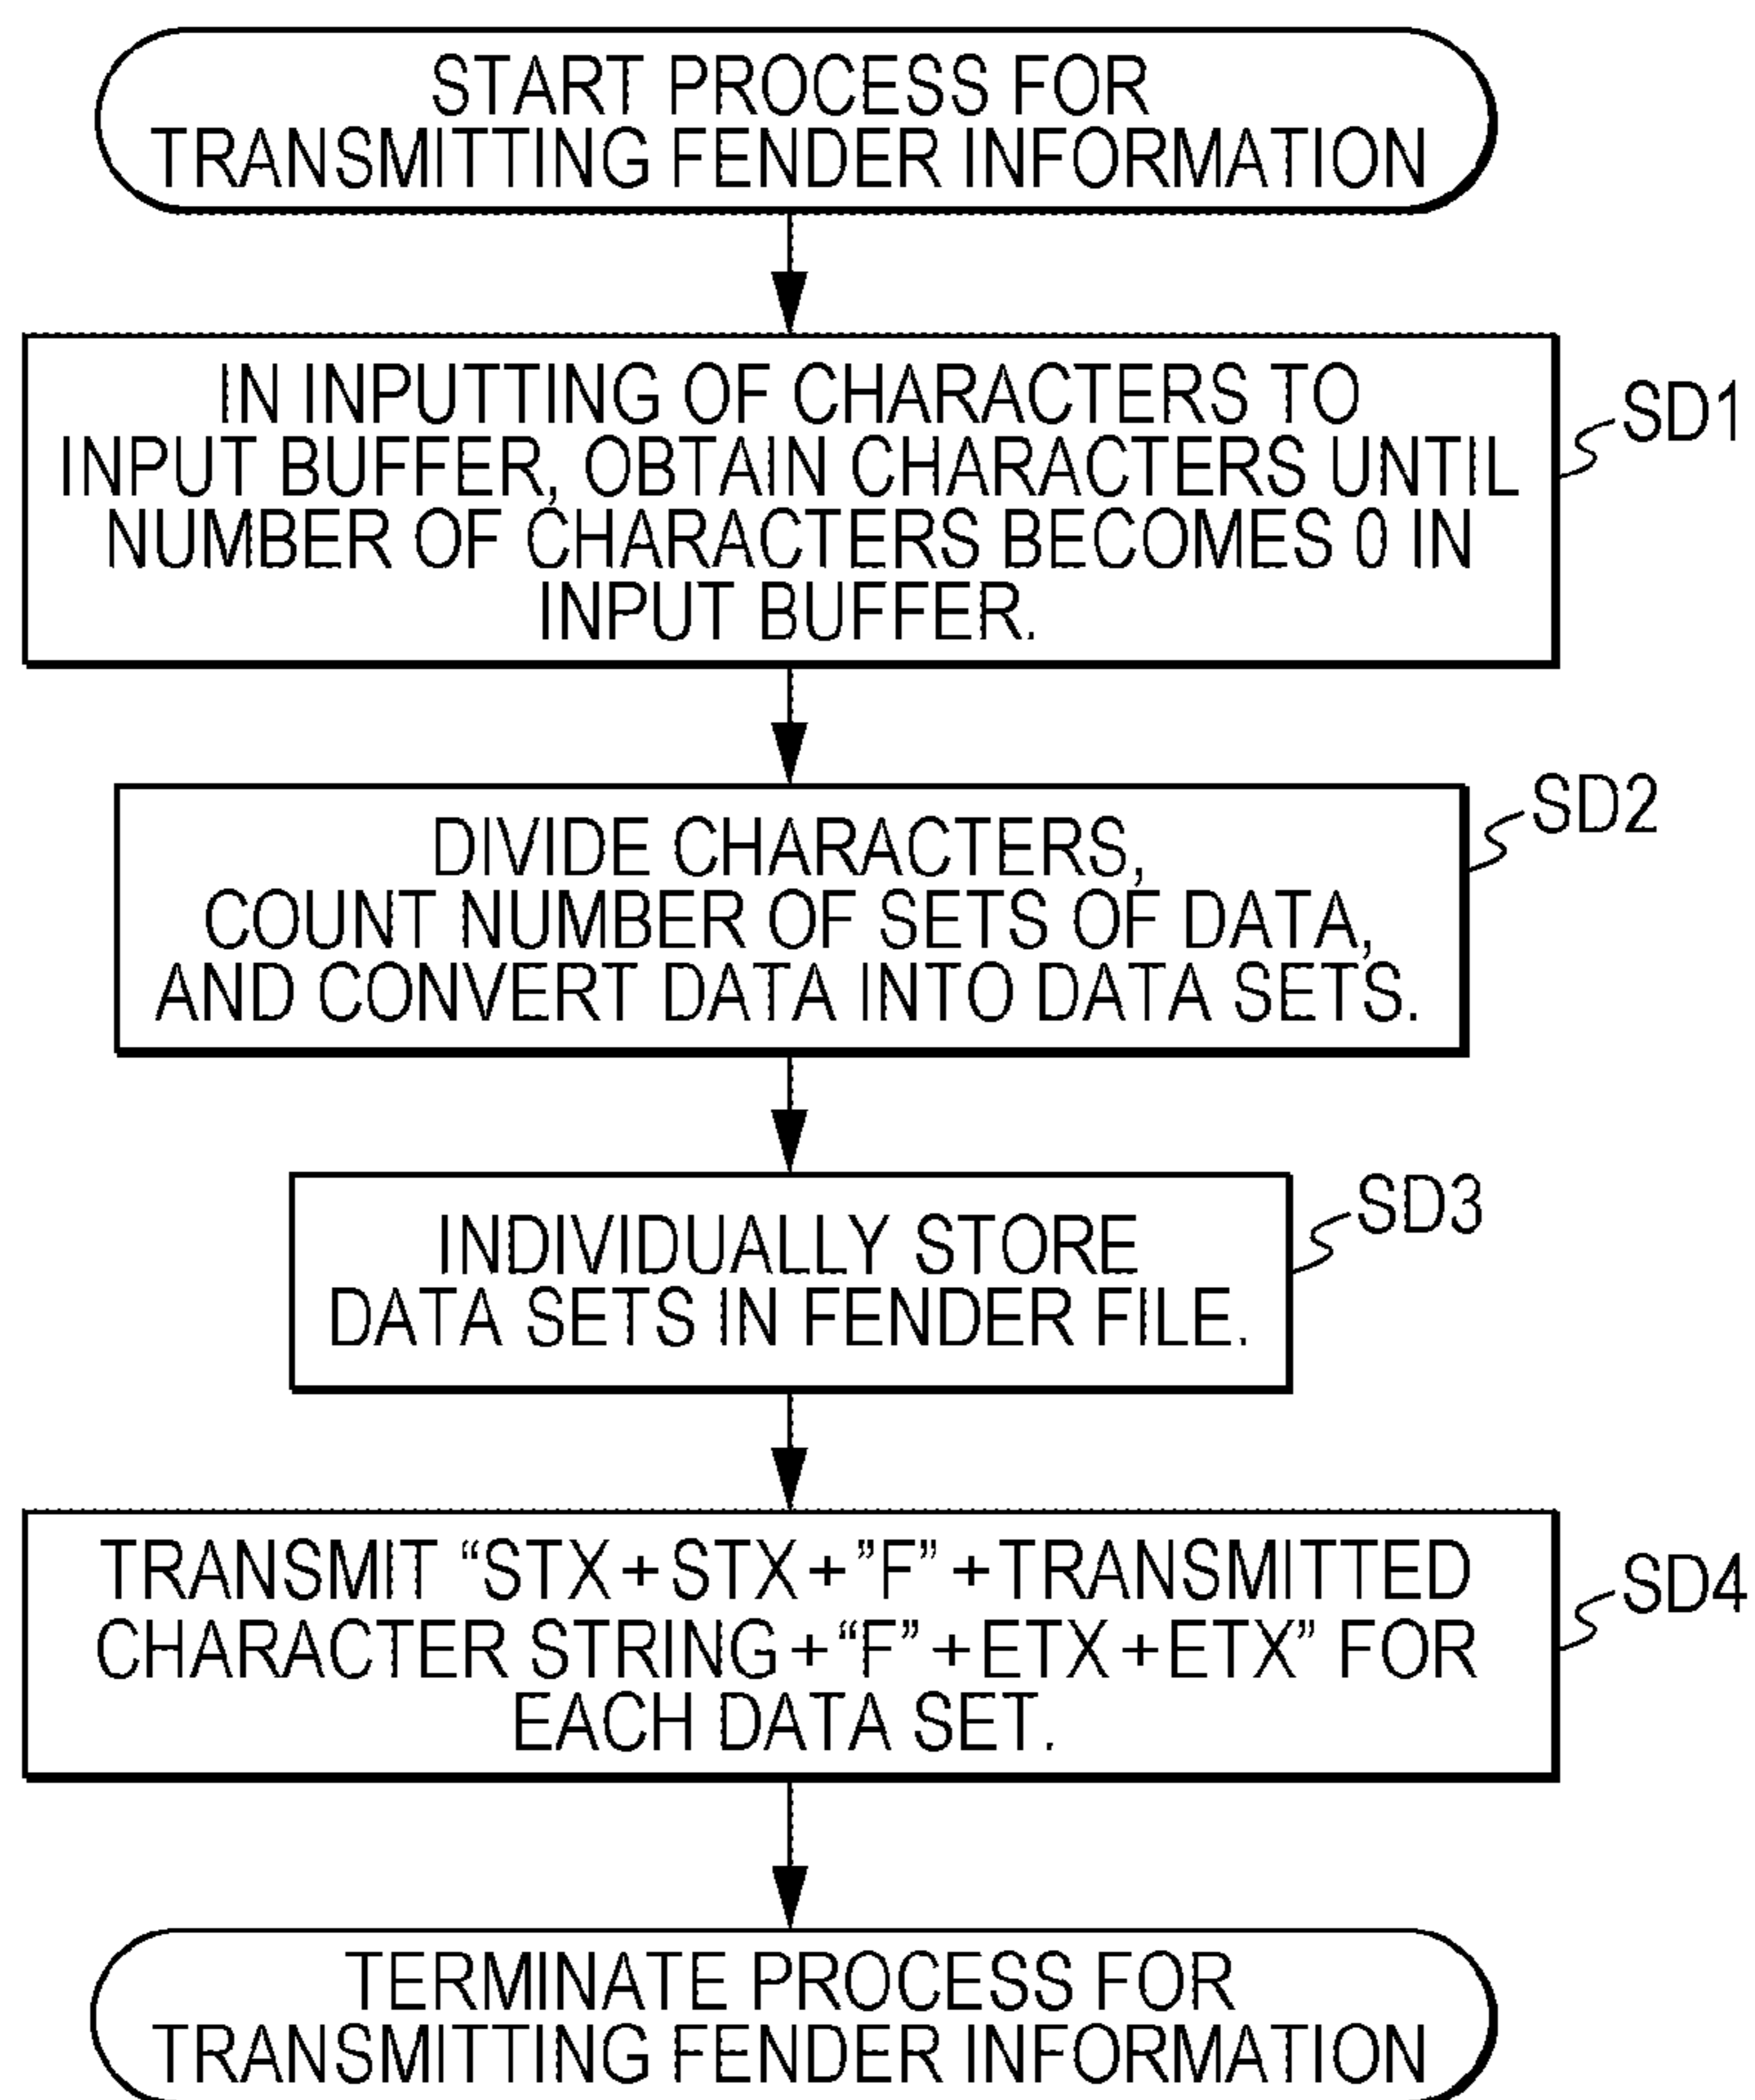 START PROCESS FOR
TRANSMITTING FENDER INFORMATION
IN INPUTTING OF CHARACTERS TO
INPUT BUFFER, OBTAIN CHARACTERS UNTIL
NUMBER OF CHARACTERS BECOMES 0 IN
INPUT BUFFER.
SD1
DIVIDE CHARACTERS,
COUNT NUMBER OF SETS OF DATA,
AND CONVERT DATA INTO DATA SETS.
SD2
INDIVIDUALLY STORE
DATA SETS IN FENDER FILE.
SD3
TRANSMIT “STX+STX+”F”+TRANSMITTED
CHARACTER STRING+“F”+ETX+ETX” FOR
EACH DATA SET.
SD4
TERMINATE PROCESS FOR
TRANSMITTING FENDER INFORMATION